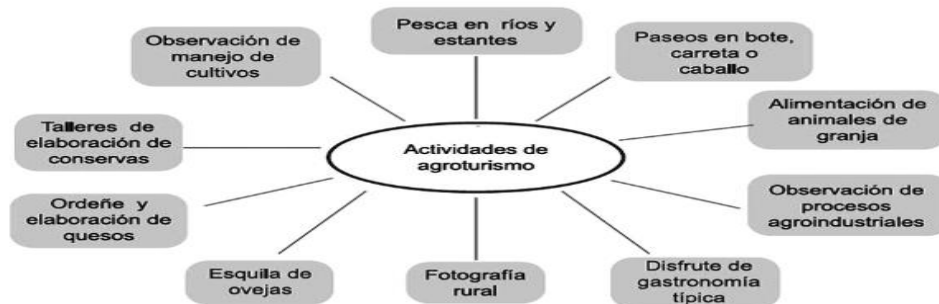 Pesca en ríos y
estantes
Observación de
manejo de
cultivos
Paseos en bote,
carreta o
caballo
Talleres de
elaboración de
conservas
Actividades de
agroturismo
Alimentación de
animales de
granja
Ordeñe y
elaboración de
quesos
Observación de
procesos
agroindustriales
Esquila de
ovejas
Fotografía
rural
Disfrute de
gastronomía
típica